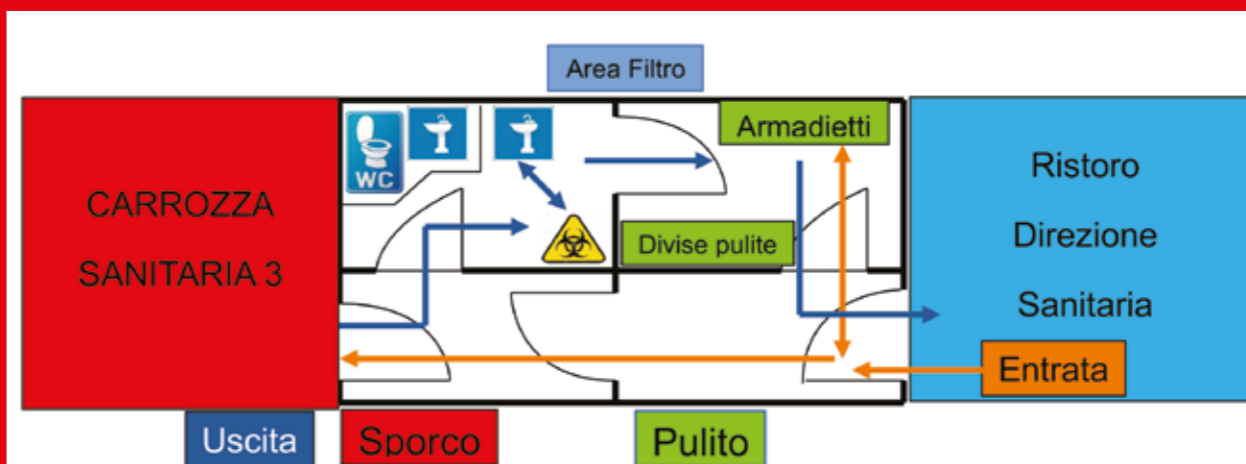 Area Filtro
CARROZZA
SANITARIA 3
WC
Armadietti
Divise pulite
Ristoro
Direzione
Sanitaria
Entrata
Uscita
Sporco
Pulito